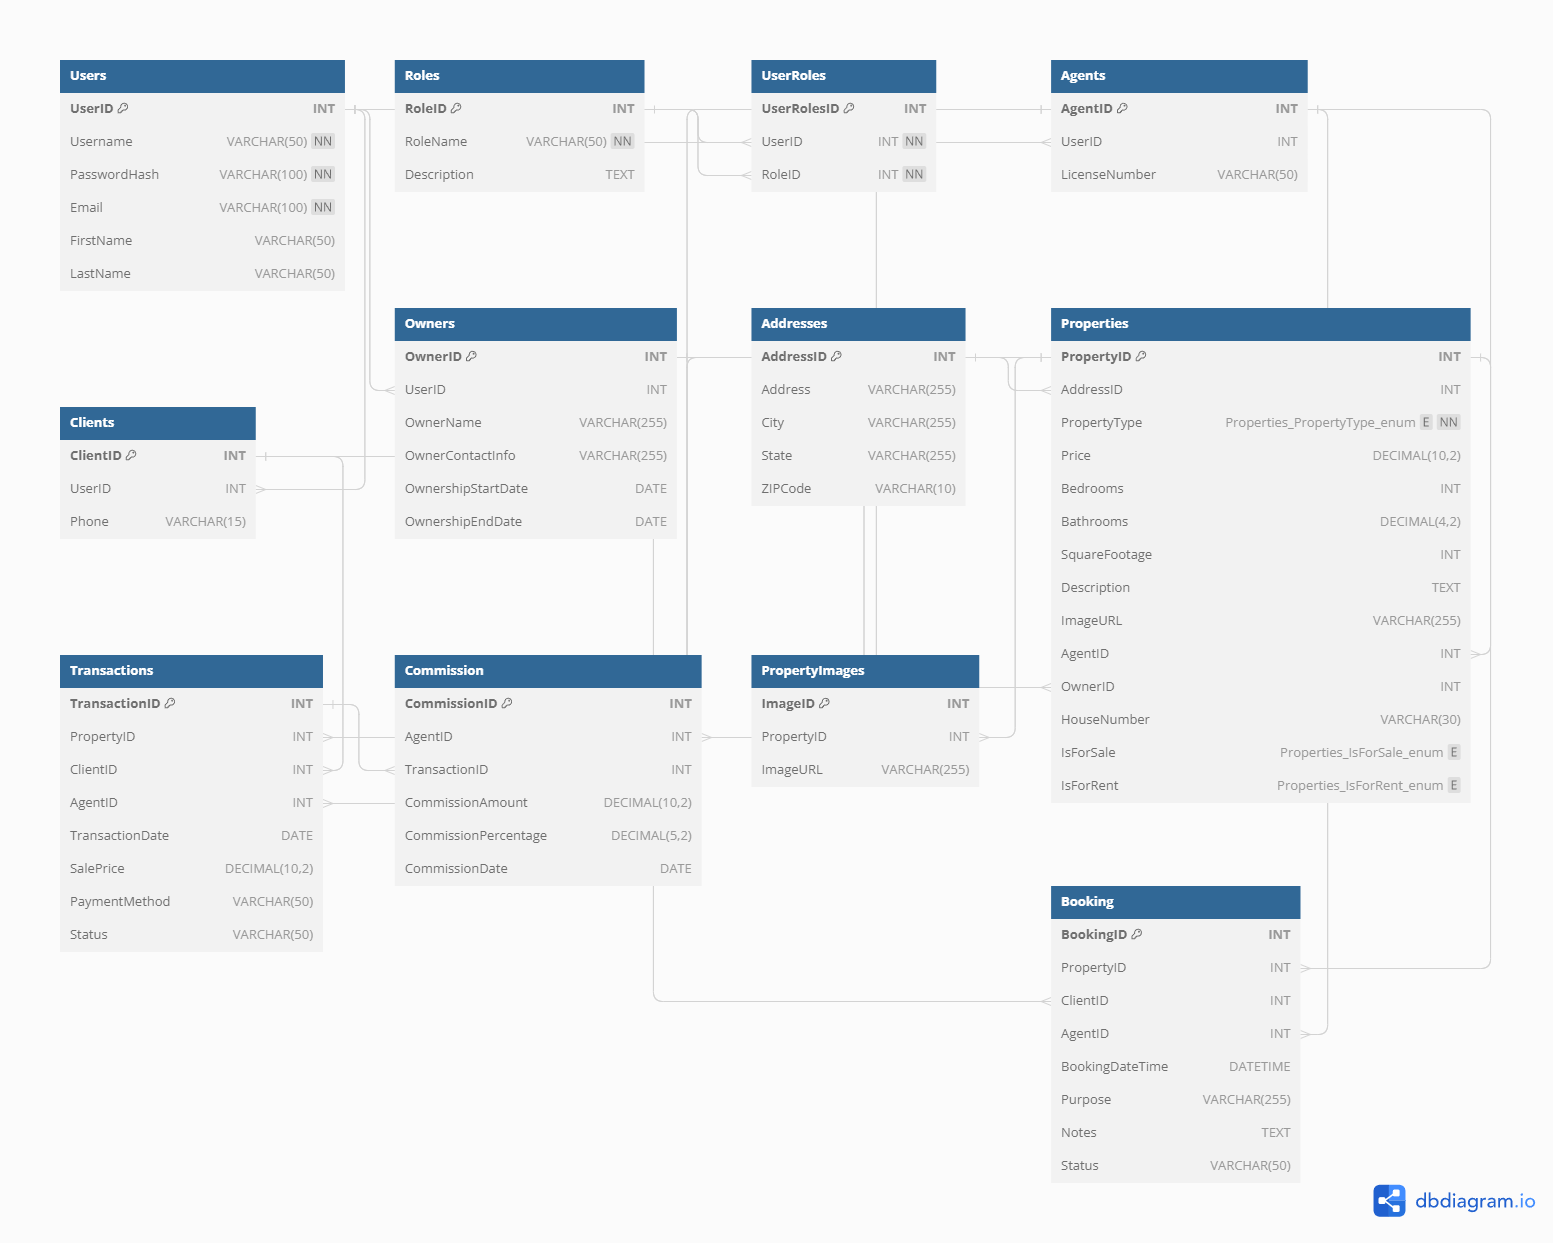 Users
UserID INT
Username VARCHAR(50) NN
PasswordHash VARCHAR(100) NN
Email VARCHAR(100) NN
FirstName VARCHAR(50)
LastName VARCHAR(50)
Roles
RoleID INT
RoleName VARCHAR(50) NN
Description TEXT
UserRoles
UserRolesID INT
UserID INT NN
RoleID INT NN
Agents
AgentID INT
UserID INT
LicenseNumber VARCHAR(50)
Clients
ClientID INT
UserID INT
Phone VARCHAR(15)
Owners
OwnerID INT
UserID INT
OwnerName VARCHAR(255)
OwnerContactInfo VARCHAR(255)
OwnershipStartDate DATE
OwnershipEndDate DATE
Addresses
AddressID INT
Address VARCHAR(255)
City VARCHAR(255)
State VARCHAR(255)
ZIPCode VARCHAR(10)
Properties
PropertyID INT
AddressID INT
PropertyType Properties_PropertyType_enum E NN
Price DECIMAL(10,2)
Bedrooms INT
Bathrooms DECIMAL(4,2)
SquareFootage INT
Description TEXT
ImageURL VARCHAR(255)
AgentID INT
OwnerID INT
HouseNumber VARCHAR(30)
IsForSale Properties_IsForSale_enum E
IsForRent Properties_IsForRent_enum E
Transactions
TransactionID INT
PropertyID INT
ClientID INT
AgentID INT
TransactionDate DATE
SalePrice DECIMAL(10,2)
PaymentMethod VARCHAR(50)
Status VARCHAR(50)
Commission
CommissionID INT
AgentID INT
TransactionID INT
CommissionAmount DECIMAL(10,2)
CommissionPercentage DECIMAL(5,2)
CommissionDate DATE
PropertyImages
ImageID INT
PropertyID INT
ImageURL VARCHAR(255)
Booking
BookingID INT
PropertyID INT
ClientID INT
AgentID INT
BookingDateTime DATETIME
Purpose VARCHAR(255)
Notes TEXT
Status VARCHAR(50)
dbdiagram.io